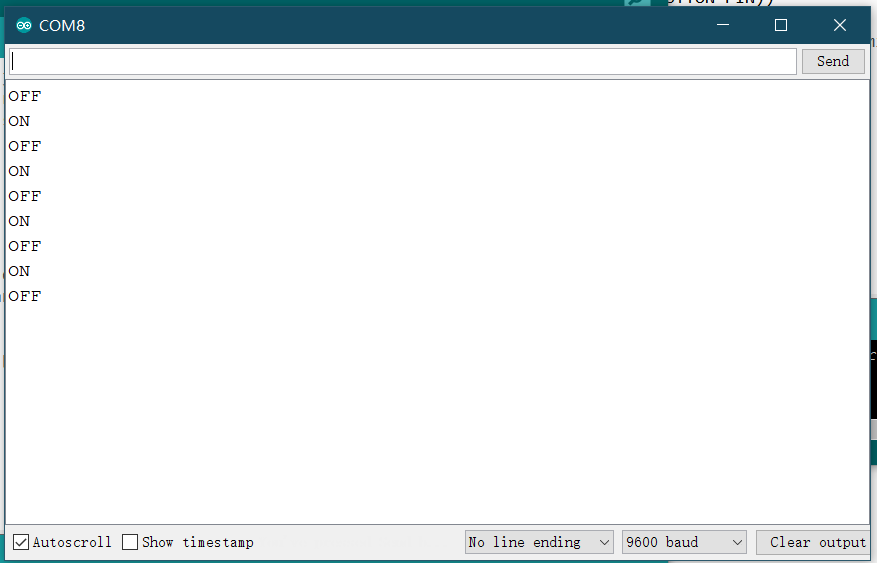 COM8
Send
OFF
ON
OFF
ON
OFF
ON
OFF
ON
OFF
Autoscroll Show timestamp No line ending 9600 baud Clear output